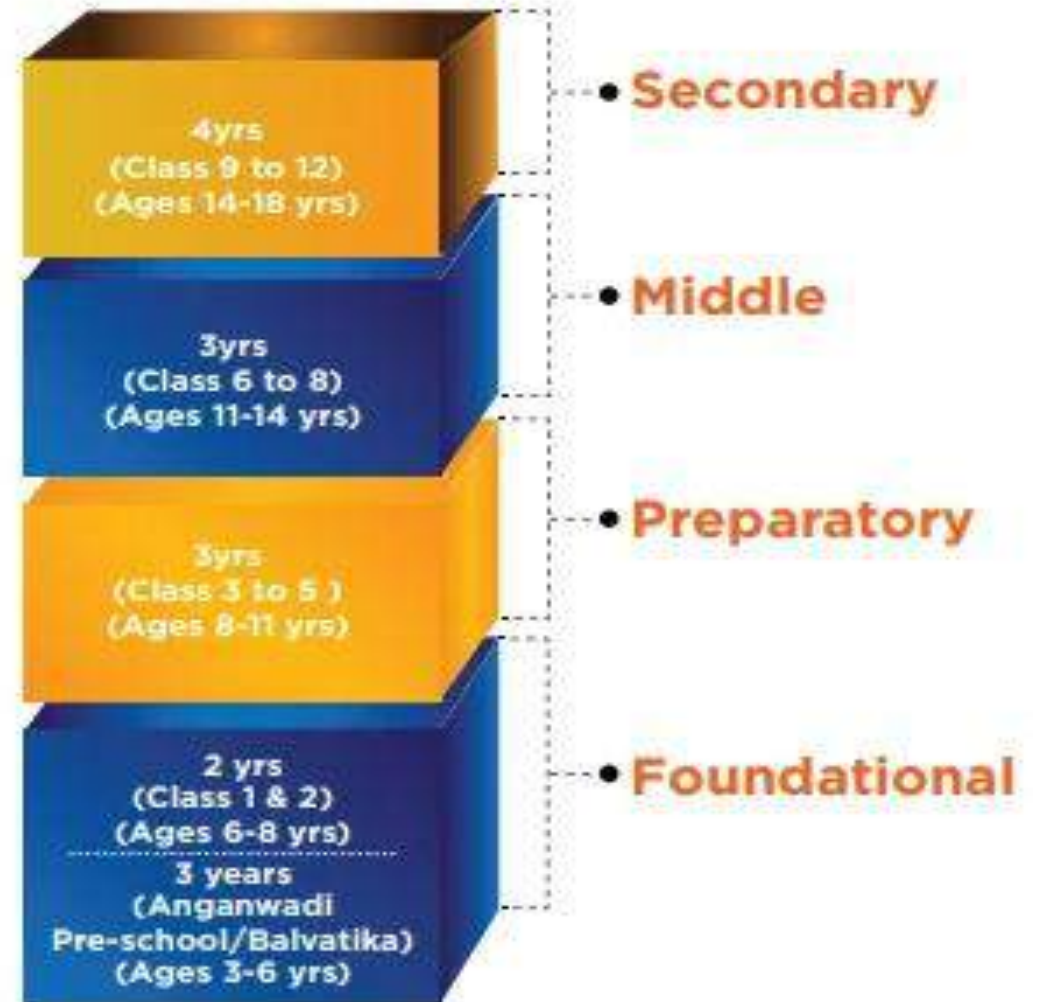 4yrs
(Class 9 to 12)
(Ages 14-18 yrs)
Secondary
3yrs
(Class 6 to 8)
(Ages 11-14 yrs)
Middle
3yrs
(Class 3 to 5 )
(Ages 8-11 yrs)
Preparatory
2 yrs
(Class 1 & 2)
(Ages 6-8 yrs)
3 years
(Anganwadi
Pre-school/Balvatika)
(Ages 3-6 yrs)
Foundational